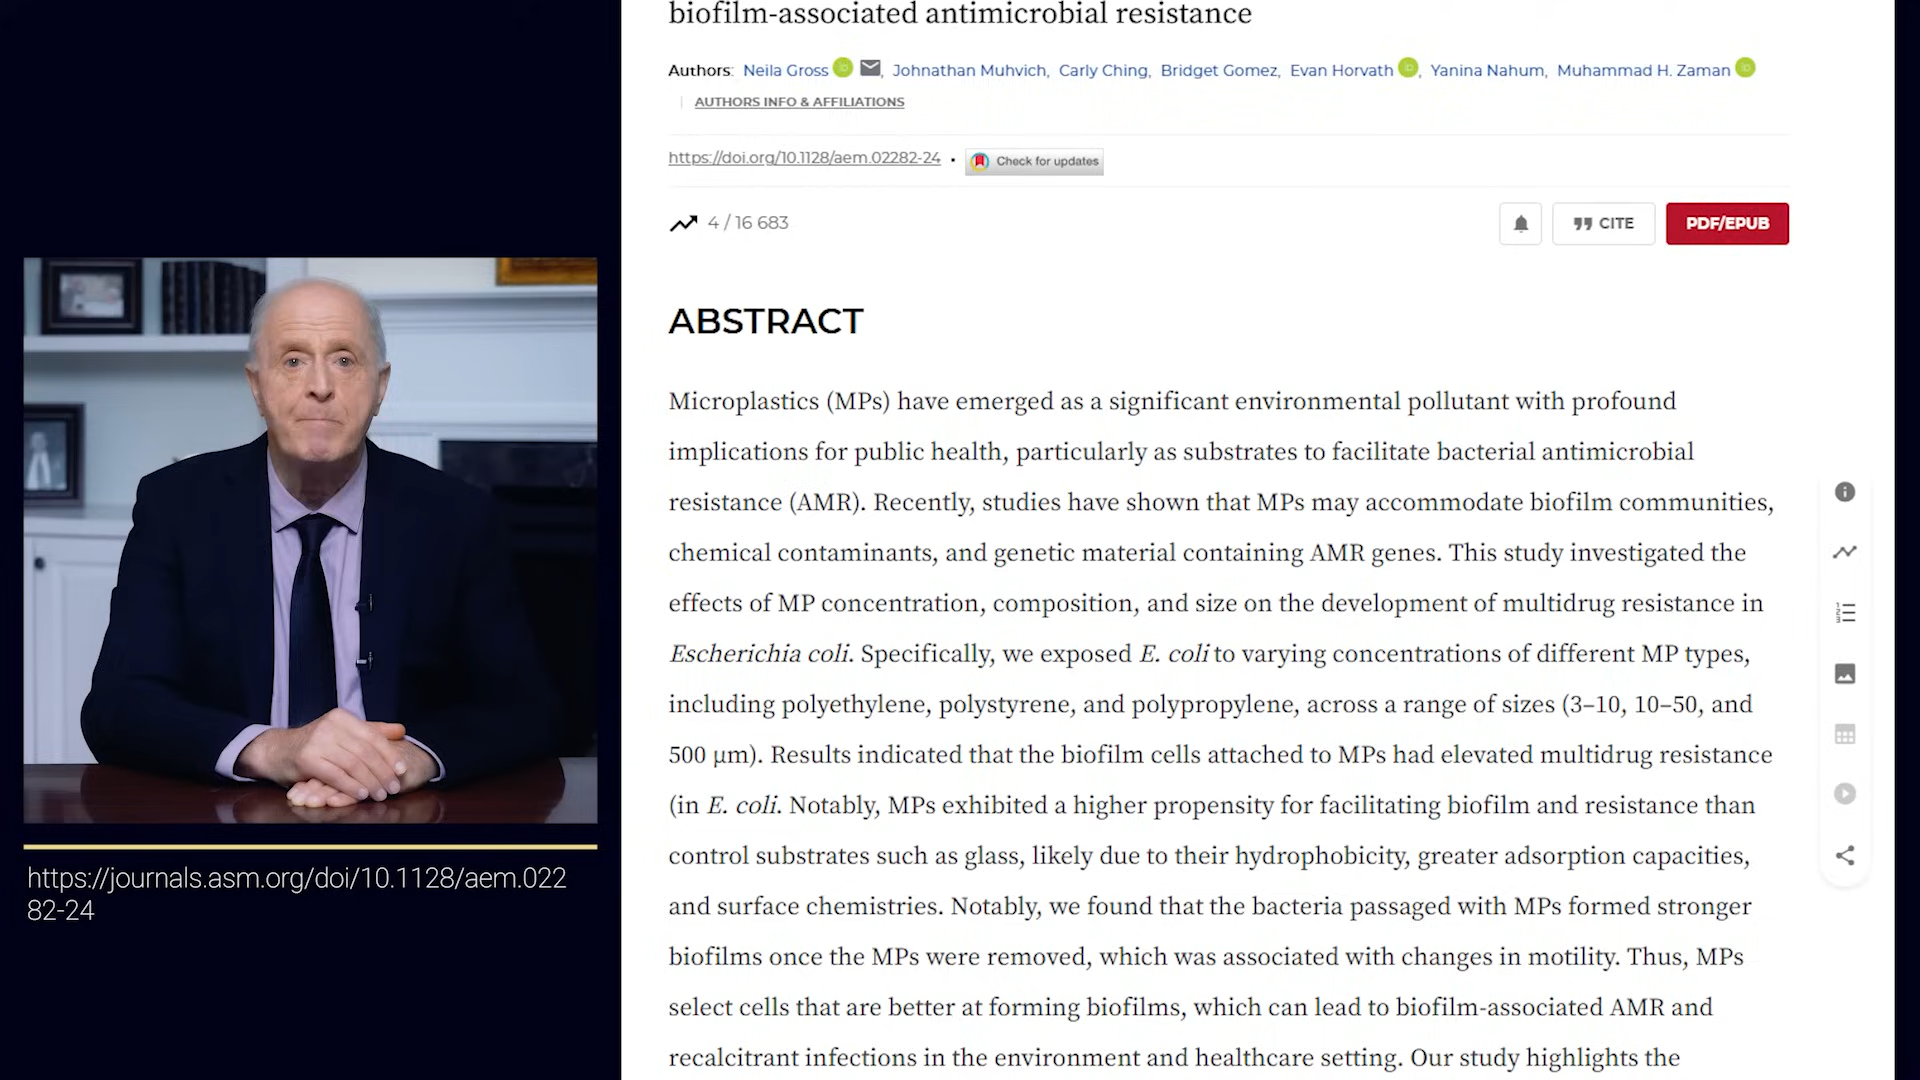 biofilm-associated antimicrobial resistance
Authors: Neila Gross iD, Johnathan Muhvich, Carly Ching, Bridget Gomez, Evan Horvath iD, Yanina Nahum, Muhammad H. Zaman iD
AUTHORS INFO & AFFILIATIONS
https://doi.org/10.1128/aem.02282-24 • Check for updates
4 / 16 683
CITE
PDF/EPUB
ABSTRACT
Microplastics (MPs) have emerged as a significant environmental pollutant with profound
implications for public health, particularly as substrates to facilitate bacterial antimicrobial
resistance (AMR). Recently, studies have shown that MPs may accommodate biofilm communities,
chemical contaminants, and genetic material containing AMR genes. This study investigated the
effects of MP concentration, composition, and size on the development of multidrug resistance in
Escherichia coli. Specifically, we exposed E. coli to varying concentrations of different MP types,
including polyethylene, polystyrene, and polypropylene, across a range of sizes (3–10, 10–50, and
500 µm). Results indicated that the biofilm cells attached to MPs had elevated multidrug resistance
(in E. coli. Notably, MPs exhibited a higher propensity for facilitating biofilm and resistance than
control substrates such as glass, likely due to their hydrophobicity, greater adsorption capacities,
and surface chemistries. Notably, we found that the bacteria passaged with MPs formed stronger
biofilms once the MPs were removed, which was associated with changes in motility. Thus, MPs
select cells that are better at forming biofilms, which can lead to biofilm-associated AMR and
recalcitrant infections in the environment and healthcare setting. Our study highlights the
https://journals.asm.org/doi/10.1128/aem.022
82-24